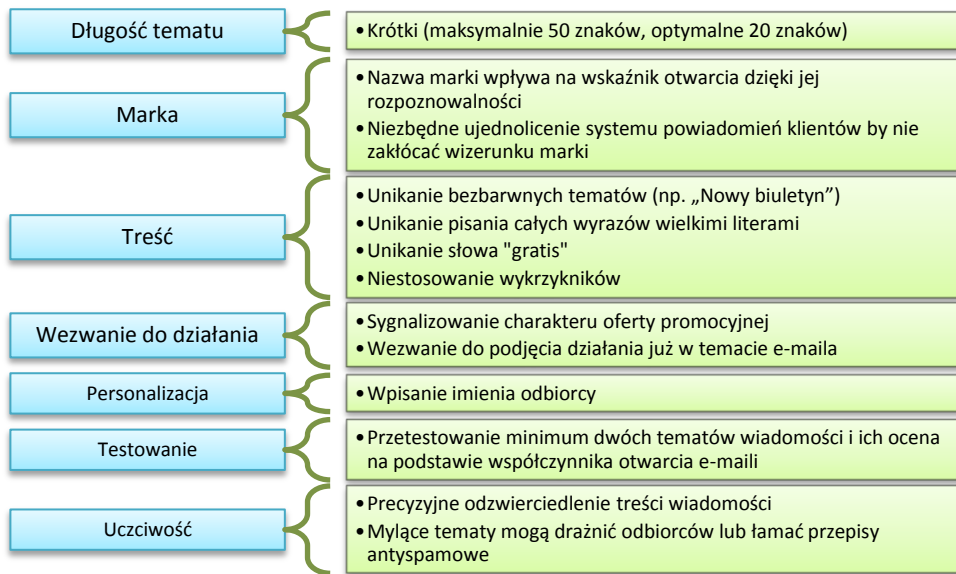 Długość tematu
•Krótki (maksymalnie 50 znaków, optymalne 20 znaków)
Marka
•Nazwa marki wpływa na wskaźnik otwarcia dzięki jej
rozpoznowalności
•Niezbędne ujednolicenie systemu powiadomień klientów by nie
zakłócać wizerunku marki
Treść
•Unikanie bezbarwnych tematów (np. „Nowy biuletyn”)
•Unikanie pisania całych wyrazów wielkimi literami
•Unikanie słowa "gratis"
•Niestosowanie wykrzykników
Wezwanie do działania
•Sygnalizowanie charakteru oferty promocyjnej
•Wezwanie do podjęcia działania już w temacie e-maila
Personalizacja
•Wpisanie imienia odbiorcy
Testowanie
•Przetestowanie minimum dwóch tematów wiadomości i ich ocena
na podstawie współczynnika otwarcia e-maili
Uczciwość
•Precyzyjne odzwierciedlenie treści wiadomości
•Mylące tematy mogą drażnić odbiorców lub łamać przepisy
antyspamowe